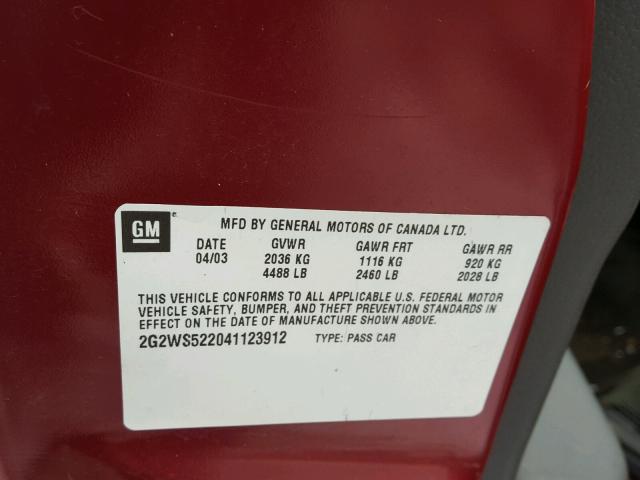 GM
MFD BY GENERAL MOTORS OF CANADA LTD.
DATE GVWR GAWR FRT GAWR RR
04/03 2036 KG 1116 KG 920 KG
4488 LB 2460 LB 2028 LB
THIS VEHICLE CONFORMS TO ALL APPLICABLE U.S. FEDERAL MOTOR
VEHICLE SAFETY, BUMPER, AND THEFT PREVENTION STANDARDS IN
EFFECT ON THE DATE OF MANUFACTURE SHOWN ABOVE.
2G2WS522041123912 TYPE: PASS CAR